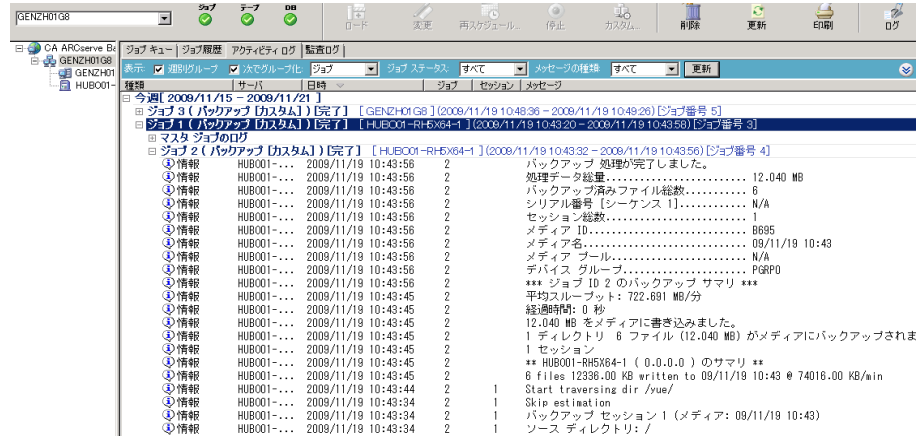 ジョブ テープ DB
GENZH01G8
ロード 変更 再スケジュール... 停止 カスタム... 削除 更新 印刷 ログ
CA ARCserve Ba
GENZH01G8
GENZH01
HUB001-
ジョブ キュー ジョブ履歴 アクティビティ ログ 監査ログ
表示: 週別グループ 次でグループ化: ジョブ ジョブ ステータス: すべて メッセージの種類: すべて 更新
種類 サーバ 日時 ジョブ セッション メッセージ
今週[ 2009/11/15 - 2009/11/21 ]
ジョブ 3 ( バックアップ [カスタム] ) [完了] [ GENZH01G8 ] (2009/11/19 10:48:36 - 2009/11/19 10:49:26) [ジョブ番号 5]
ジョブ 1 ( バックアップ [カスタム] ) [完了] [ HUB001-RH5X64-1 ] (2009/11/19 10:43:20 - 2009/11/19 10:43:58) [ジョブ番号 3]
マスタ ジョブのログ
ジョブ 2 ( バックアップ [カスタム] ) [完了] [ HUB001-RH5X64-1 ] (2009/11/19 10:43:32 - 2009/11/19 10:43:56) [ジョブ番号 4]
情報 HUB001-... 2009/11/19 10:43:56 2 バックアップ 処理が完了しました。
情報 HUB001-... 2009/11/19 10:43:56 2 処理データ総量........................ 12.040 MB
情報 HUB001-... 2009/11/19 10:43:56 2 バックアップ済みファイル総数.......... 6
情報 HUB001-... 2009/11/19 10:43:56 2 シリアル番号 [シーケンス 1]........... N/A
情報 HUB001-... 2009/11/19 10:43:56 2 セッション総数........................ 1
情報 HUB001-... 2009/11/19 10:43:56 2 メディア ID........................... B695
情報 HUB001-... 2009/11/19 10:43:56 2 メディア名............................ 09/11/19 10:43
情報 HUB001-... 2009/11/19 10:43:56 2 メディア プール....................... N/A
情報 HUB001-... 2009/11/19 10:43:56 2 デバイス グループ..................... PGRP0
情報 HUB001-... 2009/11/19 10:43:56 2 *** ジョブ ID 2 のバックアップ サマリ ***
情報 HUB001-... 2009/11/19 10:43:45 2 平均スループット: 722.691 MB/分
情報 HUB001-... 2009/11/19 10:43:45 2 経過時間: 0 秒
情報 HUB001-... 2009/11/19 10:43:45 2 12.040 MB をメディアに書き込みました。
情報 HUB001-... 2009/11/19 10:43:45 2 1 ディレクトリ 6 ファイル (12.040 MB) がメディアにバックアップされま
情報 HUB001-... 2009/11/19 10:43:45 2 1 セッション
情報 HUB001-... 2009/11/19 10:43:45 2 ** HUB001-RH5X64-1 ( 0.0.0.0 ) のサマリ **
情報 HUB001-... 2009/11/19 10:43:45 2 6 files 12336.00 KB written to 09/11/19 10:43 @ 74016.00 KB/min
情報 HUB001-... 2009/11/19 10:43:44 2 1 Start traversing dir /yue/
情報 HUB001-... 2009/11/19 10:43:34 2 1 Skip estimation
情報 HUB001-... 2009/11/19 10:43:34 2 1 バックアップ セッション 1 (メディア: 09/11/19 10:43)
情報 HUB001-... 2009/11/19 10:43:34 2 1 ソース ディレクトリ: /